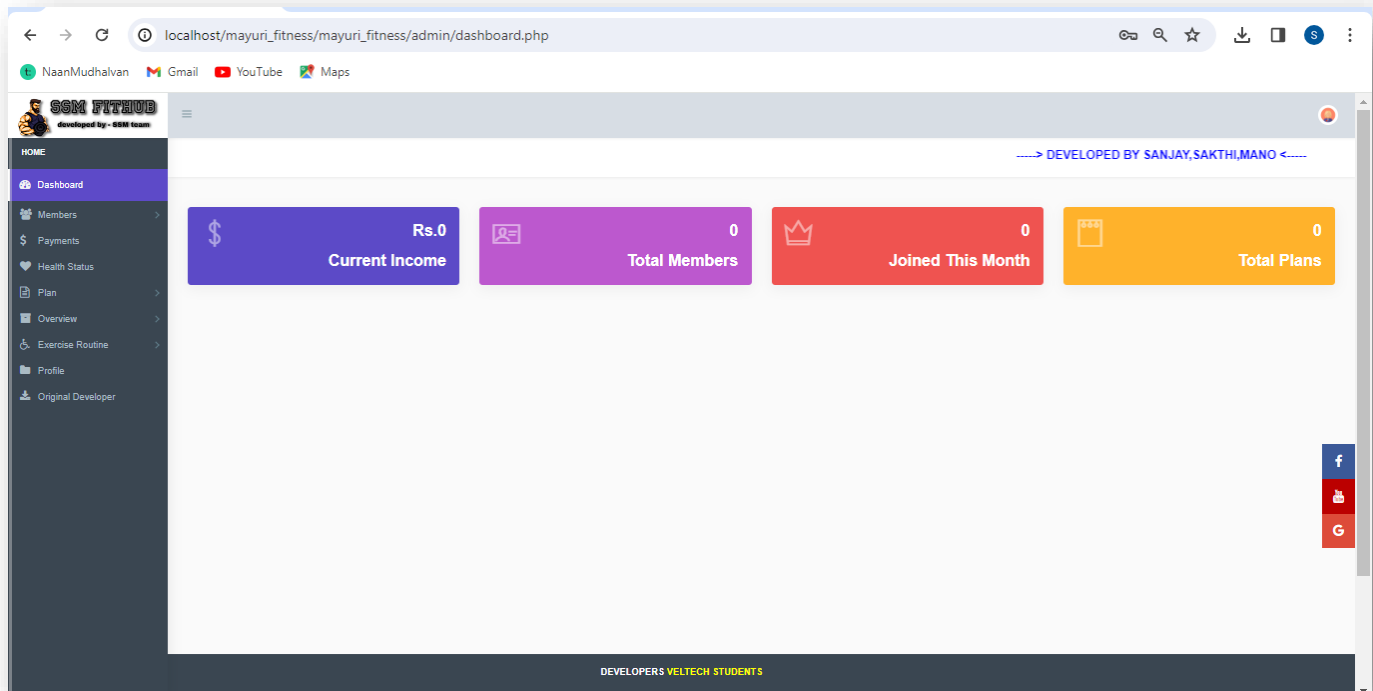 localhost/mayuri_fitness/mayuri_fitness/admin/dashboard.php
S
NaanMudhalvan
Gmail
YouTube
Maps
SSM FITHUB
developed by - SSM team
HOME
-----> DEVELOPED BY SANJAY,SAKTHI,MANO <-----
Dashboard
Members
Payments
Health Status
Plan
Overview
Exercise Routine
Profile
Original Developer
Rs.0
Current Income
0
Total Members
0
Joined This Month
0
Total Plans
DEVELOPERS VELTECH STUDENTS